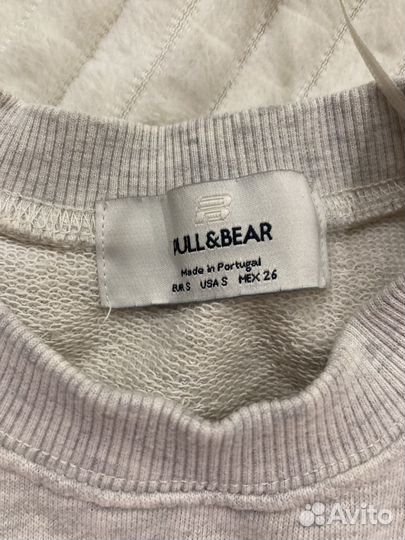 PULL&BEAR
Made in Portugal
EUR S USA S MEX 26
Avito